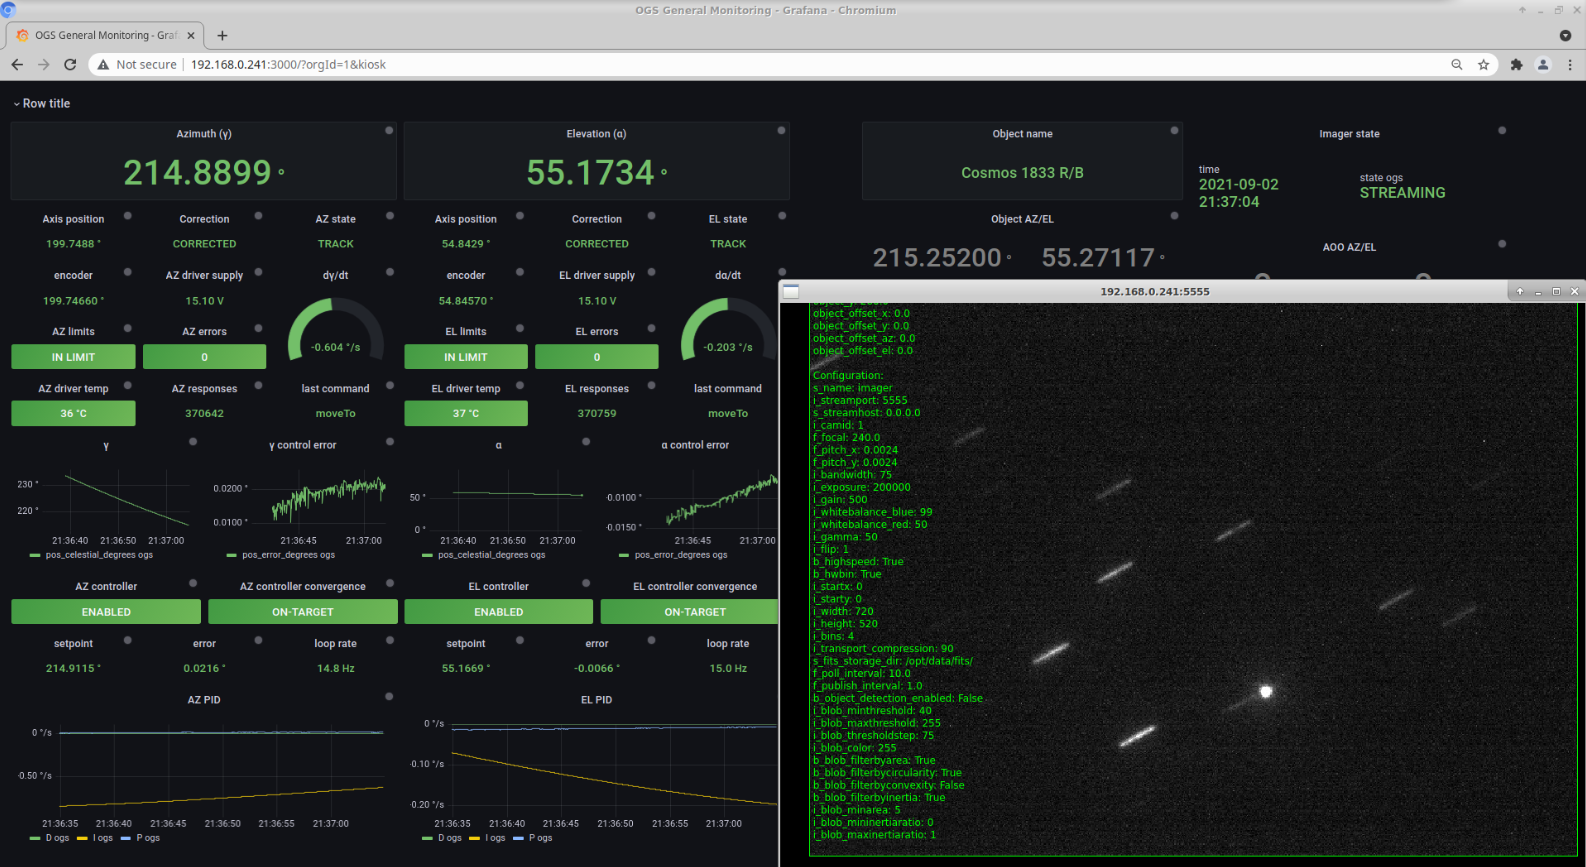 OGS General Monitoring - Grafana - Chromium
OGS General Monitoring - Graf
Not secure
192.168.0.241:3000/?orgId=1&kiosk
Row title
Azimuth (γ)
214.8899 °
Elevation (α)
55.1734 °
Object name
Cosmos 1833 R/B
Imager state
time
2021-09-02
21:37:04
state ogs
STREAMING
Axis position
Correction
AZ state
Axis position
Correction
EL state
Object AZ/EL
199.7488 °
CORRECTED
TRACK
54.8429 °
CORRECTED
TRACK
215.25200 °
55.27117 °
AOO AZ/EL
encoder
AZ driver supply
dγ/dt
encoder
EL driver supply
dα/dt
199.74660 °
15.10 V
-0.604 °/s
54.84570 °
15.10 V
-0.203 °/s
AZ limits
AZ errors
EL limits
EL errors
IN LIMIT
0
IN LIMIT
0
AZ driver temp
AZ responses
last command
EL driver temp
EL responses
last command
36 °C
370642
moveTo
37 °C
370759
moveTo
γ
γ control error
α
α control error
230 °
220 °
21:36:40 21:36:50 21:37:00
pos_celestial_degrees ogs
0.0200 °
0.0100 °
21:36:45 21:37:00
pos_error_degrees ogs
50 °
0 °
21:36:40 21:36:50 21:37:00
pos_celestial_degrees ogs
-0.0100 °
-0.0150 °
21:36:45 21:37:00
pos_error_degrees ogs
AZ controller
AZ controller convergence
EL controller
EL controller convergence
ENABLED
ON-TARGET
ENABLED
ON-TARGET
setpoint
error
loop rate
setpoint
error
loop rate
214.9115 °
0.0216 °
14.8 Hz
55.1669 °
-0.0066 °
15.0 Hz
AZ PID
0 °/s
-0.50 °/s
21:36:35 21:36:40 21:36:45 21:36:50 21:36:55 21:37:00
D ogs I ogs P ogs
EL PID
0 °/s
-0.10 °/s
-0.20 °/s
21:36:35 21:36:40 21:36:45 21:36:50 21:36:55 21:37:00
D ogs I ogs P ogs
192.168.0.241:5555
object_offset_x: 0.0
object_offset_y: 0.0
object_offset_az: 0.0
object_offset_el: 0.0
Configuration:
s_name: imager
i_streamport: 5555
s_streamhost: 0.0.0.0
i_camid: 1
f_focal: 240.0
f_pitch_x: 0.0024
f_pitch_y: 0.0024
i_bandwidth: 75
i_exposure: 200000
i_gain: 500
i_whitebalance_blue: 99
i_whitebalance_red: 50
i_gamma: 50
i_flip: 1
b_highspeed: True
b_hwbin: True
i_startx: 0
i_starty: 0
i_width: 720
i_height: 520
i_bins: 4
i_transport_compression: 90
s_fits_storage_dir: /opt/data/fits/
f_poll_interval: 10.0
f_publish_interval: 1.0
b_object_detection_enabled: False
i_blob_minthreshold: 40
i_blob_maxthreshold: 255
i_blob_thresholdstep: 75
i_blob_color: 255
b_blob_filterbyarea: True
b_blob_filterbycircularity: True
b_blob_filterbyconvexity: False
b_blob_filterbyinertia: True
i_blob_minarea: 5
i_blob_mininertiaratio: 0
i_blob_maxinertiaratio: 1